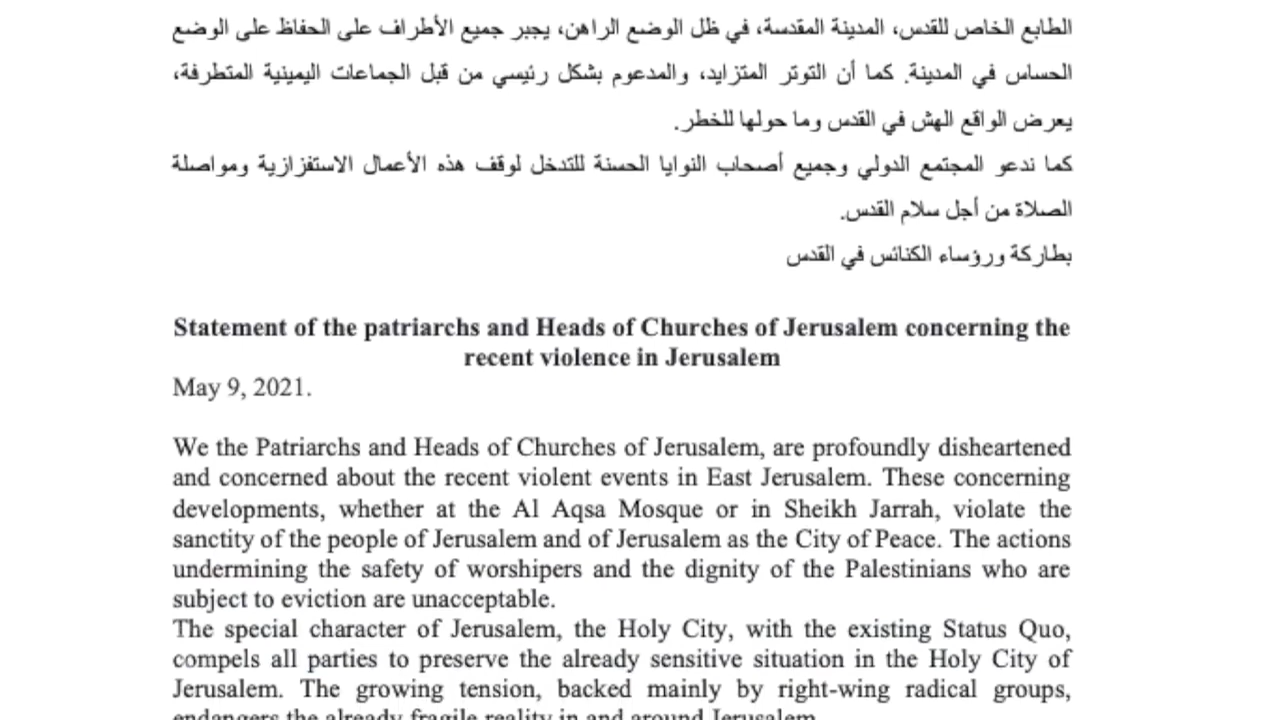 الطابع الخاص للقدس، المدينة المقدسة، في ظل الوضع الراهن، يجبر جميع الأطراف على الحفاظ على الوضع
الحساس في المدينة. كما أن التوتر المتزايد، والمدعوم بشكل رئيسي من قبل الجماعات اليمينية المتطرفة،
يعرض الواقع الهش في القدس وما حولها للخطر.
كما ندعو المجتمع الدولي وجميع أصحاب النوايا الحسنة للتدخل لوقف هذه الأعمال الاستفزازية ومواصلة
الصلاة من أجل سلام القدس.
بطاركة ورؤساء الكنائس في القدس
Statement of the patriarchs and Heads of Churches of Jerusalem concerning the
recent violence in Jerusalem
May 9, 2021.
We the Patriarchs and Heads of Churches of Jerusalem, are profoundly disheartened
and concerned about the recent violent events in East Jerusalem. These concerning
developments, whether at the Al Aqsa Mosque or in Sheikh Jarrah, violate the
sanctity of the people of Jerusalem and of Jerusalem as the City of Peace. The actions
undermining the safety of worshipers and the dignity of the Palestinians who are
subject to eviction are unacceptable.
The special character of Jerusalem, the Holy City, with the existing Status Quo,
compels all parties to preserve the already sensitive situation in the Holy City of
Jerusalem. The growing tension, backed mainly by right-wing radical groups,
endangers the already fragile reality in and around Jerusalem.